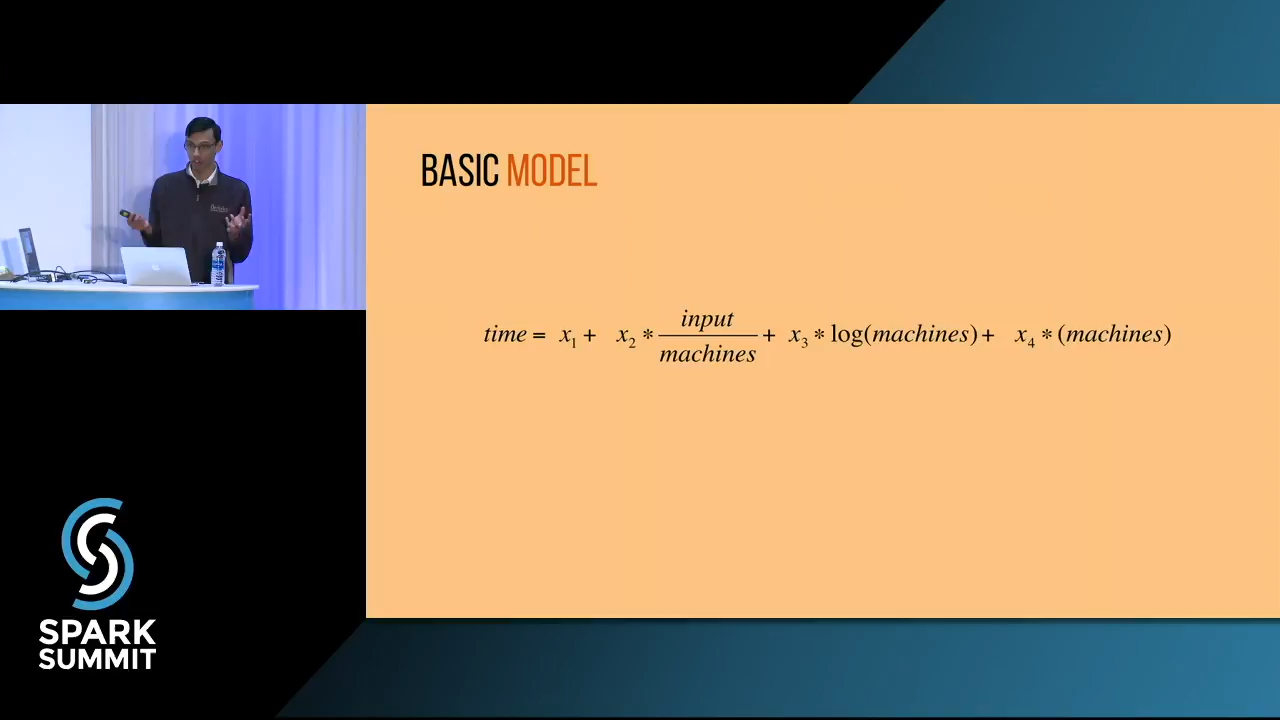 BASIC MODEL
time = x₁ + x₂ * input/machines + x₃ * log(machines) + x₄ * (machines)
SPARK
SUMMIT